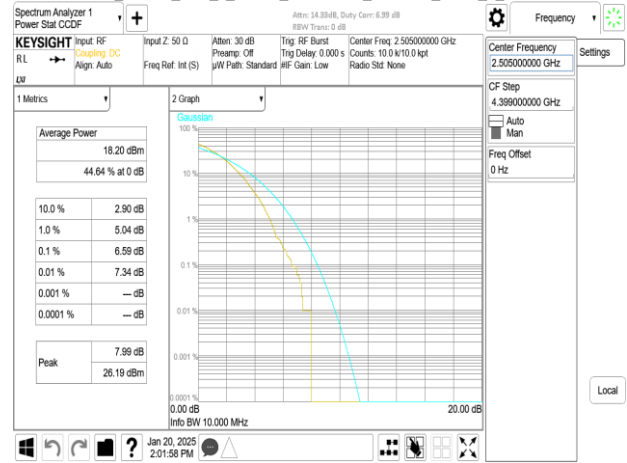 Spectrum Analyzer 1
Power Stat CCDF
Attn: 14.33dB, Duty Corr: 6.99 dB
RBW Trans: 0 dB
Frequency
KEYSIGHT
RL
LXI
Input: RF
Coupling: DC
Align: Auto
Input Z: 50 Ω
Freq Ref: Int (S)
Atten: 30 dB
Preamp: Off
µW Path: Standard
Trig: RF Burst
Trig Delay: 0.000 s
#IF Gain: Low
Center Freq: 2.505000000 GHz
Counts: 10.0 k/10.0 kpt
Radio Std: None
Center Frequency
2.505000000 GHz
Settings
CF Step
4.399000000 GHz
Auto
Man
Freq Offset
0 Hz
1 Metrics
Average Power
18.20 dBm
44.64 % at 0 dB
10.0 % 2.90 dB
1.0 % 5.04 dB
0.1 % 6.59 dB
0.01 % 7.34 dB
0.001 % --- dB
0.0001 % --- dB
Peak
7.99 dB
26.19 dBm
2 Graph
Gaussian
100 %
10 %
1 %
0.1 %
0.01 %
0.001 %
0.0001 %
0.00 dB 20.00 dB
Info BW 10.000 MHz
Local
Jan 20, 2025
2:01:58 PM